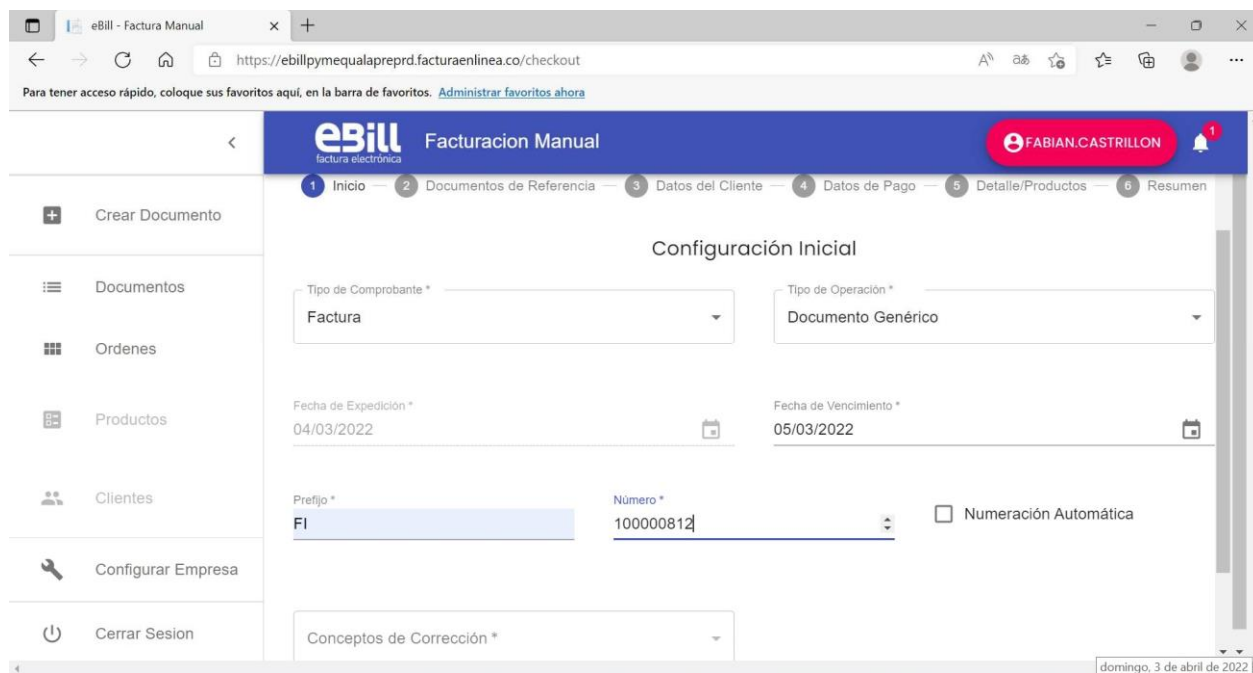 eBill - Factura Manual
https://ebillpymequalapreprd.facturaenlinea.co/checkout
Para tener acceso rápido, coloque sus favoritos aquí, en la barra de favoritos. Administrar favoritos ahora
eBill
factura electrónica
Facturacion Manual
FABIAN.CASTRILLON
1
1 Inicio 2 Documentos de Referencia 3 Datos del Cliente 4 Datos de Pago 5 Detalle/Productos 6 Resumen
Crear Documento
Documentos
Ordenes
Productos
Clientes
Configurar Empresa
Cerrar Sesion
Configuración Inicial
Tipo de Comprobante *
Factura
Tipo de Operación *
Documento Genérico
Fecha de Expedición *
04/03/2022
Fecha de Vencimiento *
05/03/2022
Prefijo *
FI
Número *
100000812
Numeración Automática
Conceptos de Corrección *
domingo, 3 de abril de 2022